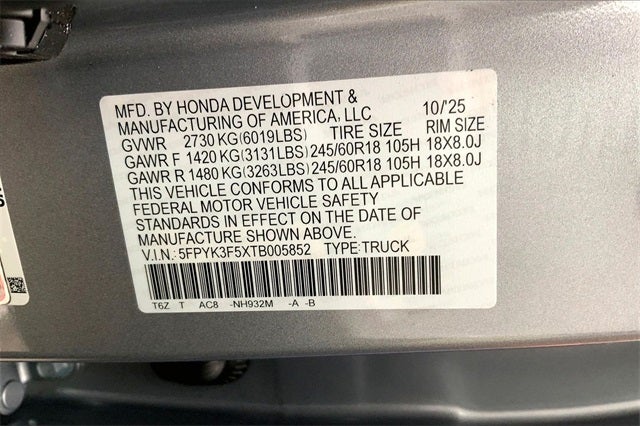 MFD. BY HONDA DEVELOPMENT & 10/'25
MANUFACTURING OF AMERICA, LLC
GVWR 2730 KG(6019LBS) TIRE SIZE RIM SIZE
GAWR F 1420 KG(3131LBS) 245/60R18 105H 18X8.0J
GAWR R 1480 KG(3263LBS) 245/60R18 105H 18X8.0J
THIS VEHICLE CONFORMS TO ALL APPLICABLE
FEDERAL MOTOR VEHICLE SAFETY
STANDARDS IN EFFECT ON THE DATE OF
MANUFACTURE SHOWN ABOVE.
V.I.N.: 5FPYK3F5XTB005852 TYPE:TRUCK
T6Z T AC8 -NH932M -A -B